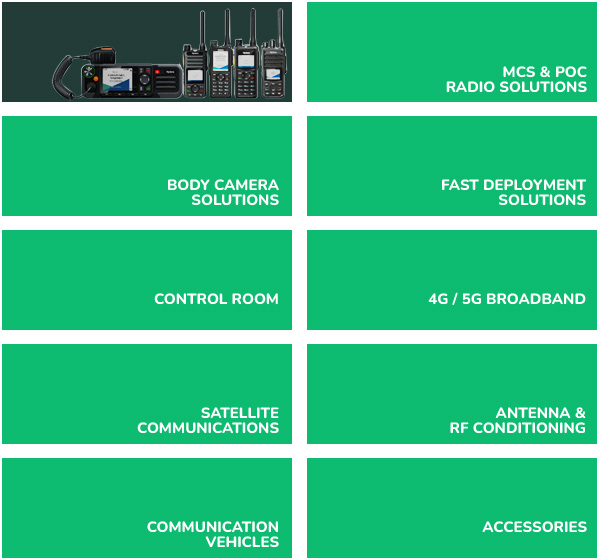 MCS & POC
RADIO SOLUTIONS
BODY CAMERA
SOLUTIONS
FAST DEPLOYMENT
SOLUTIONS
CONTROL ROOM
4G / 5G BROADBAND
SATELLITE
COMMUNICATIONS
ANTENNA &
RF CONDITIONING
COMMUNICATION
VEHICLES
ACCESSORIES